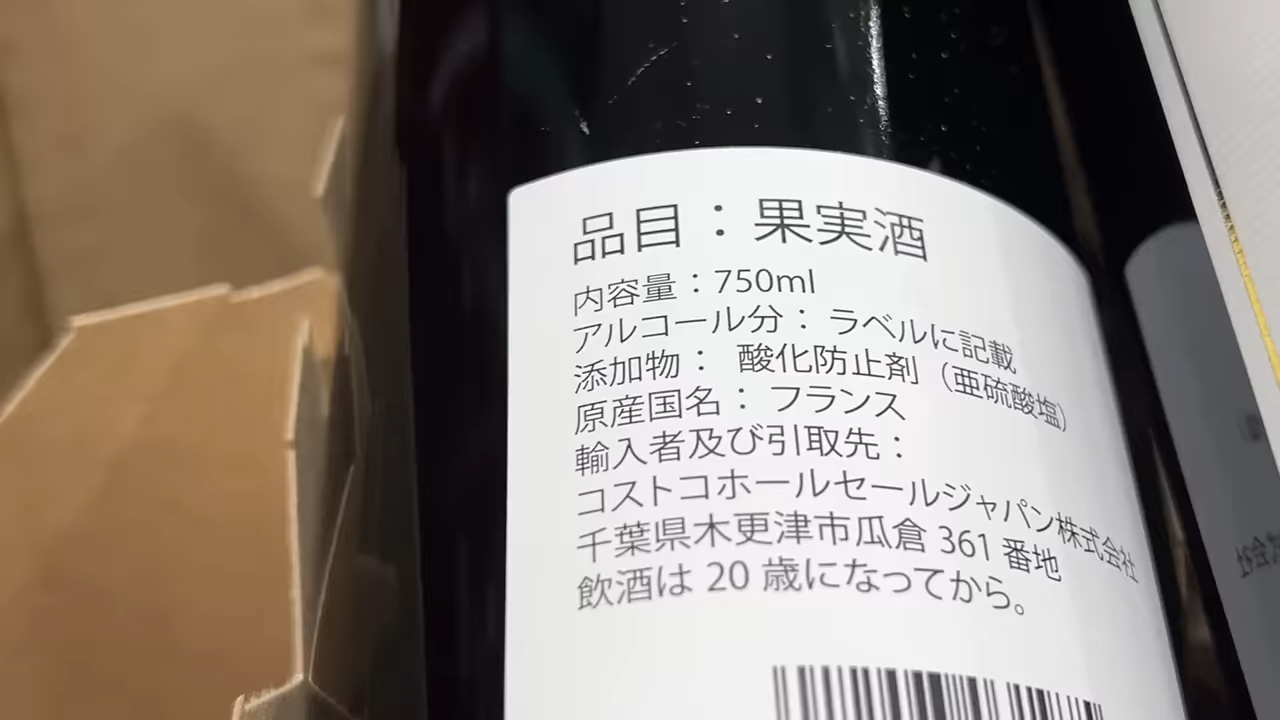 品目：果実酒
内容量：750ml
アルコール分：ラベルに記載
添加物：酸化防止剤（亜硫酸塩）
原産国名：フランス
輸入者及び引取先：
コストコホールセールジャパン株式会社
千葉県木更津市瓜倉 361 番地
飲酒は 20 歳になってから。